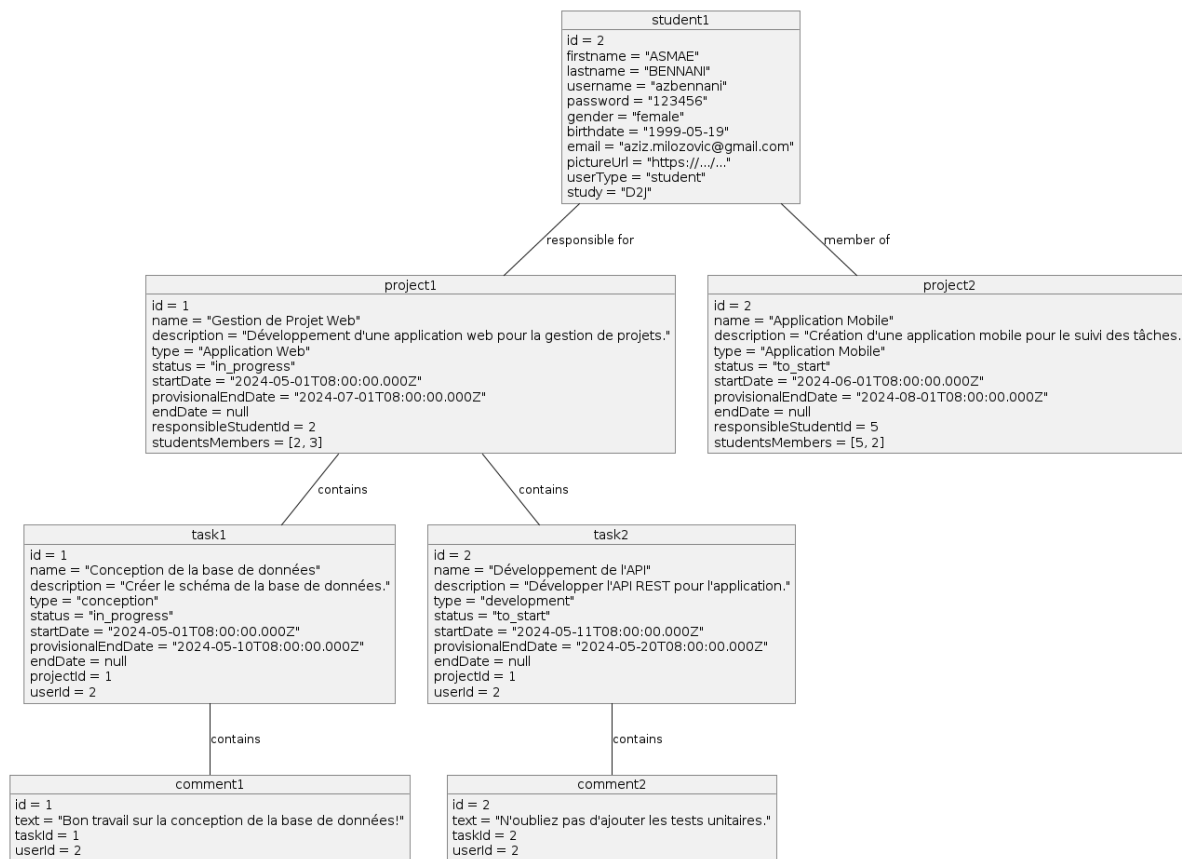 student1
id = 2
firstname = "ASMAE"
lastname = "BENNANI"
username = "azbennani"
password = "123456"
gender = "female"
birthdate = "1999-05-19"
email = "aziz.milozovic@gmail.com"
pictureUrl = "https://.../..."
userType = "student"
study = "D2J"
responsible for
member of
project1
id = 1
name = "Gestion de Projet Web"
description = "Développement d'une application web pour la gestion de projets."
type = "Application Web"
status = "in_progress"
startDate = "2024-05-01T08:00:00.000Z"
provisionalEndDate = "2024-07-01T08:00:00.000Z"
endDate = null
responsibleStudentId = 2
studentsMembers = [2, 3]
project2
id = 2
name = "Application Mobile"
description = "Création d'une application mobile pour le suivi des tâches.
type = "Application Mobile"
status = "to_start"
startDate = "2024-06-01T08:00:00.000Z"
provisionalEndDate = "2024-08-01T08:00:00.000Z"
endDate = null
responsibleStudentId = 5
studentsMembers = [5, 2]
contains
contains
task1
id = 1
name = "Conception de la base de données"
description = "Créer le schéma de la base de données."
type = "conception"
status = "in_progress"
startDate = "2024-05-01T08:00:00.000Z"
provisionalEndDate = "2024-05-10T08:00:00.000Z"
endDate = null
projectId = 1
userId = 2
task2
id = 2
name = "Développement de l'API"
description = "Développer l'API REST pour l'application."
type = "development"
status = "to_start"
startDate = "2024-05-11T08:00:00.000Z"
provisionalEndDate = "2024-05-20T08:00:00.000Z"
endDate = null
projectId = 1
userId = 2
contains
contains
comment1
id = 1
text = "Bon travail sur la conception de la base de données!"
taskId = 1
userId = 2
comment2
id = 2
text = "N'oubliez pas d'ajouter les tests unitaires."
taskId = 2
userId = 2